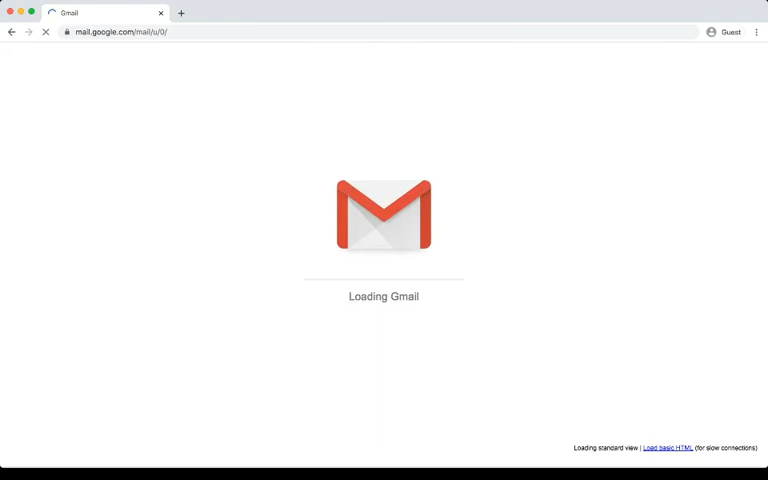 Gmail
mail.google.com/mail/u/0/
Guest
Loading Gmail
Loading standard view | Load basic HTML (for slow connections)